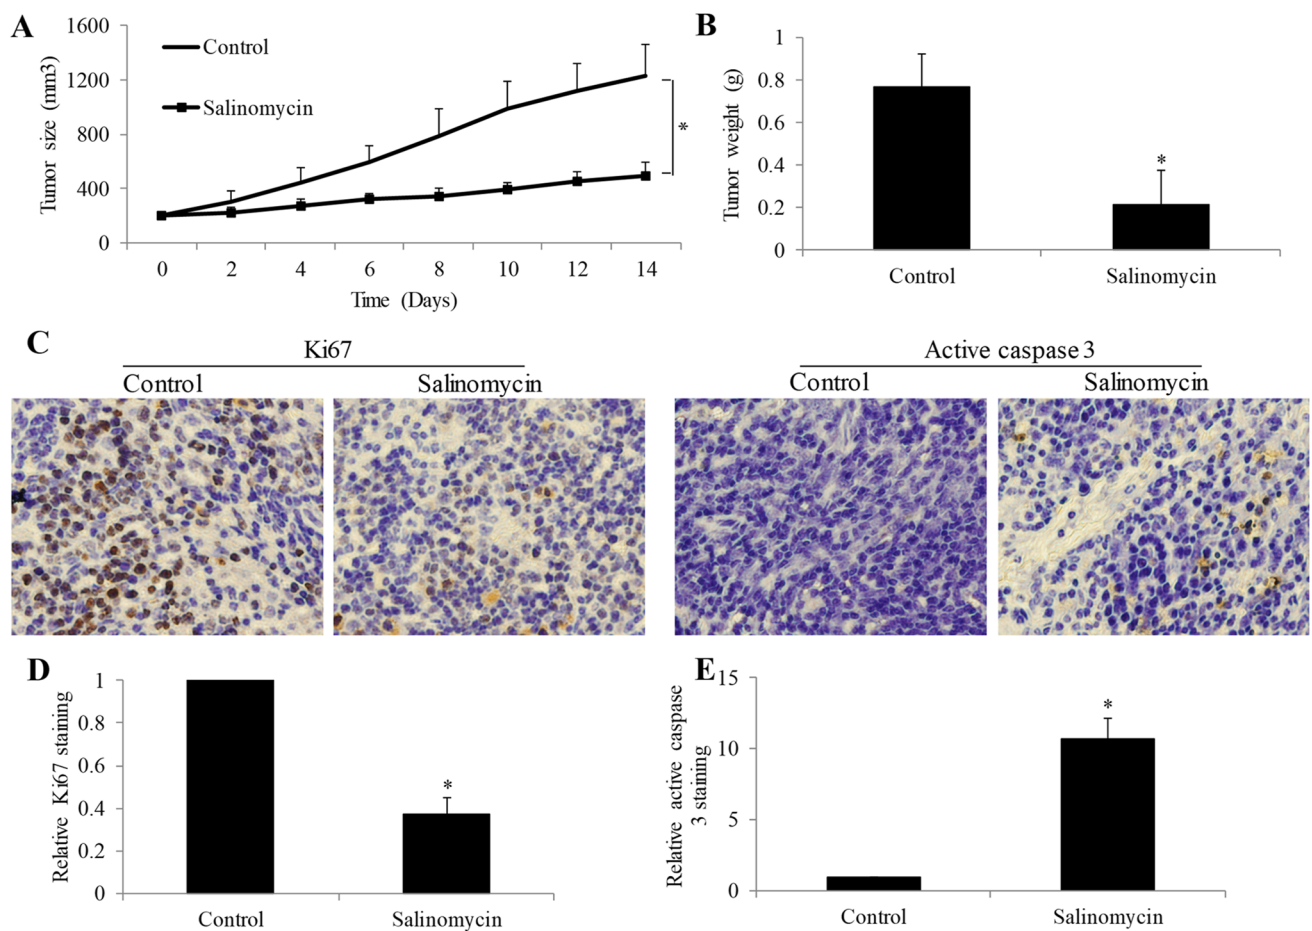 A
1600
1200
800
400
0
Tumor size (mm3)
Control
Salinomycin
*
0 2 4 6 8 10 12 14
Time (Days)
B
1
0.8
0.6
0.4
0.2
0
Tumor weight (g)
*
Control Salinomycin
C
Ki67
Control Salinomycin
Active caspase 3
Control Salinomycin
D
1
0.8
0.6
0.4
0.2
0
Relative Ki67 staining
*
Control Salinomycin
E
15
10
5
0
Relative active caspase
3 staining
*
Control Salinomycin